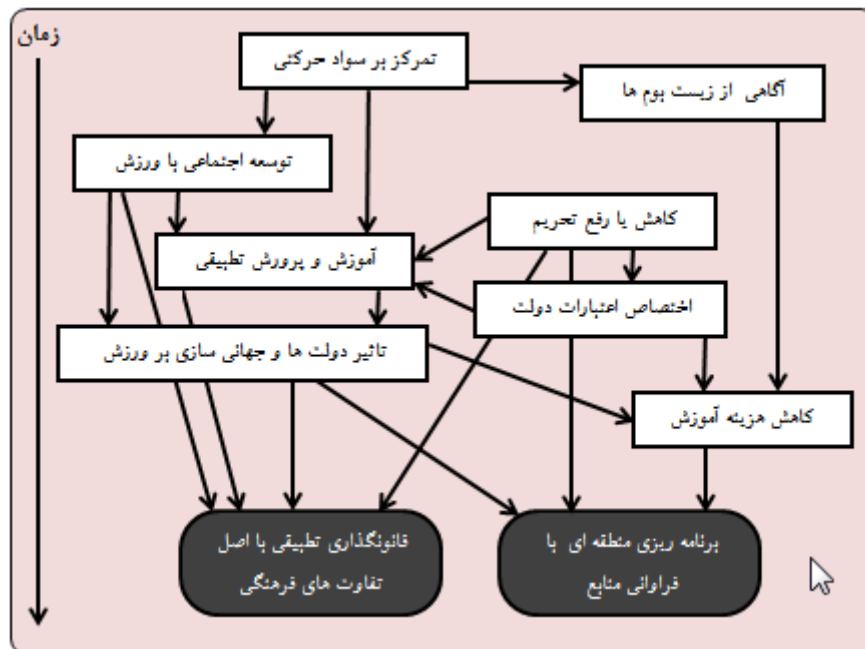 زمان
تمرکز بر سواد حرکتی
آگاهی از زیست بوم ها
توسعه اجتماعی با ورزش
کاهش یا رفع تحریم
آموزش و پرورش تطبیقی
اختصاص اعتبارات دولت
تاثیر دولت ها و جهانی سازی بر ورزش
کاهش هزینه آموزش
قانونگذاری تطبیقی با اصل
تفاوت های فرهنگی
برنامه ریزی منطقه ای با
فراوانی منابع